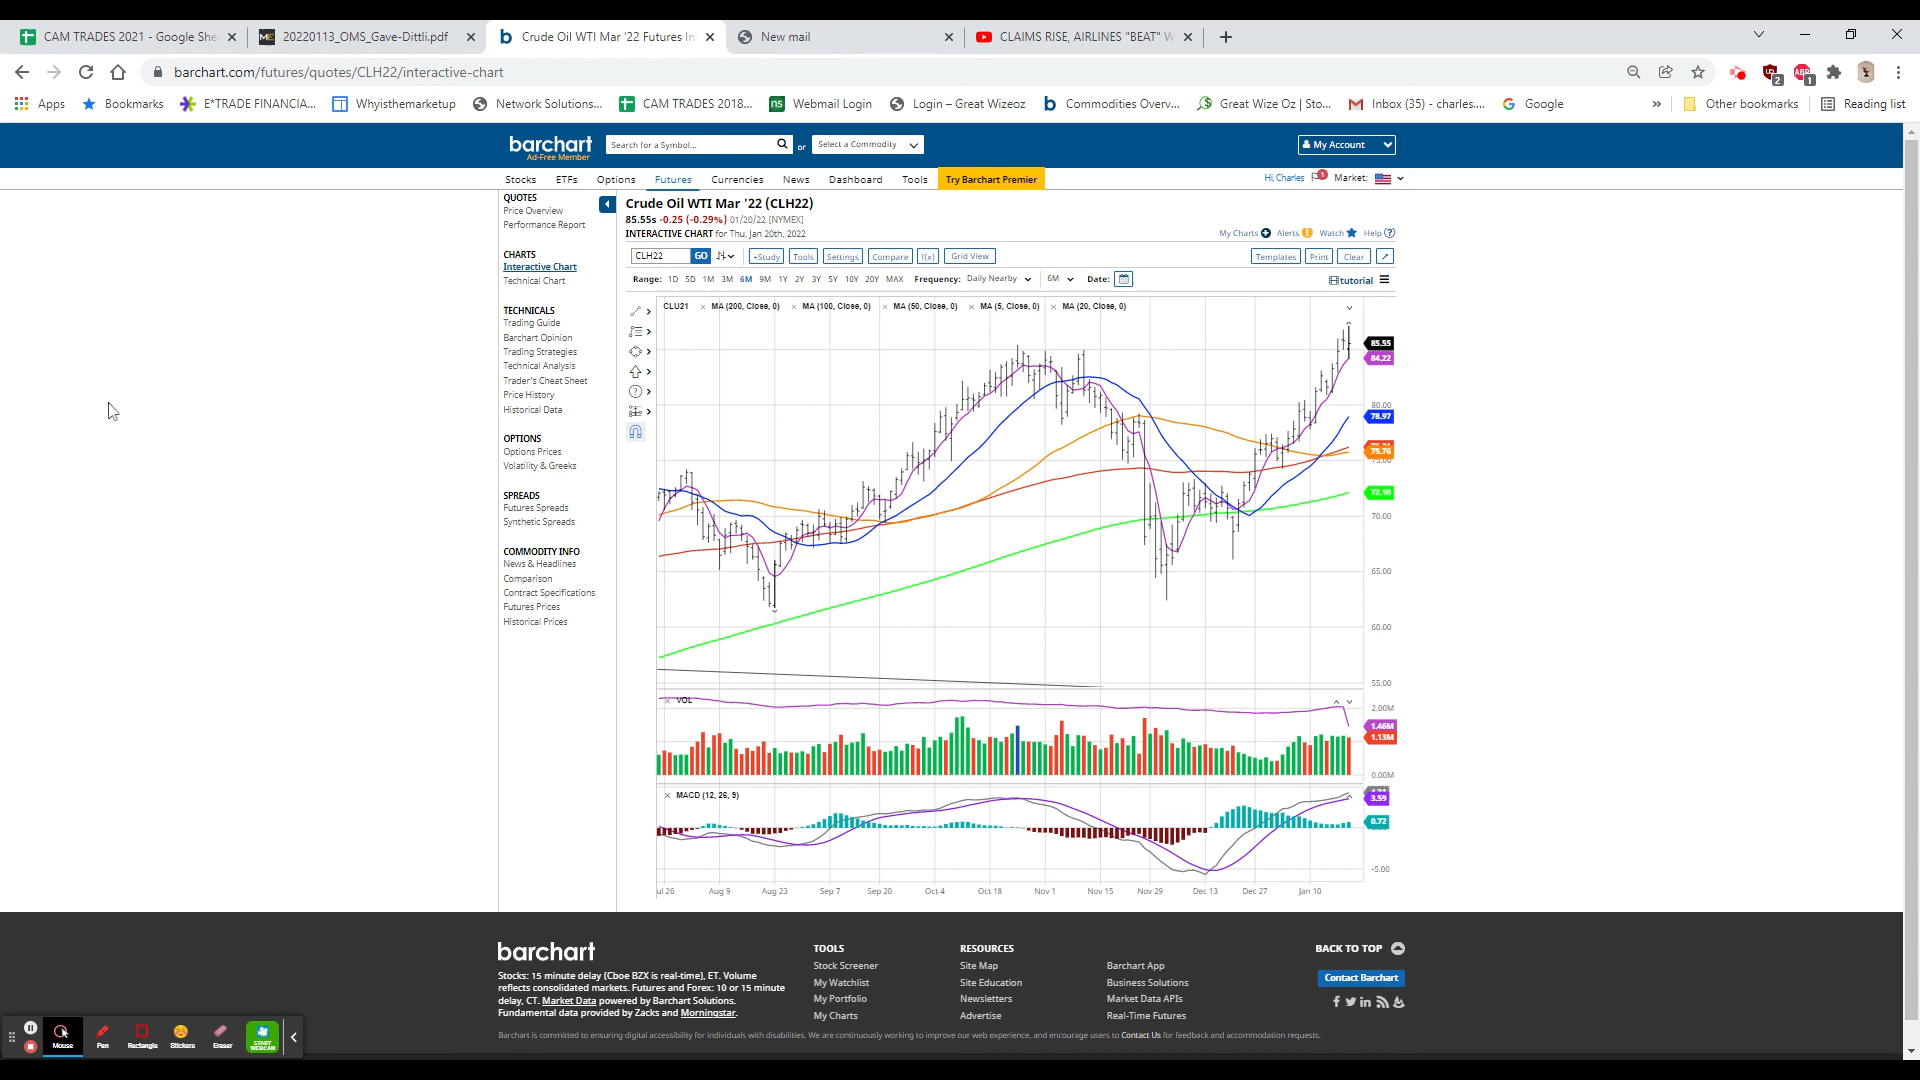 CAM TRADES 2021 - Google She
20220113_OMS_Gave-Dittli.pdf
Crude Oil WTI Mar '22 Futures In
New mail
CLAIMS RISE, AIRLINES "BEAT" W
barchart.com/futures/quotes/CLH22/interactive-chart
2
1
Apps
Bookmarks
E*TRADE FINANCIA...
Whyisthemarketup
Network Solutions...
CAM TRADES 2018...
Webmail Login
Login – Great Wizeoz
Commodities Overv...
Great Wize Oz | Sto...
Inbox (35) - charles....
Google
Other bookmarks
Reading list
barchart
Ad-Free Member
Search for a Symbol...
or
Select a Commodity
My Account
Stocks
ETFs
Options
Futures
Currencies
News
Dashboard
Tools
Try Barchart Premier
Hi, Charles
1
Market:
QUOTES
Price Overview
Performance Report
CHARTS
Interactive Chart
Technical Chart
TECHNICALS
Trading Guide
Barchart Opinion
Trading Strategies
Technical Analysis
Trader's Cheat Sheet
Price History
Historical Data
OPTIONS
Options Prices
Volatility & Greeks
SPREADS
Futures Spreads
Synthetic Spreads
COMMODITY INFO
News & Headlines
Comparison
Contract Specifications
Futures Prices
Historical Prices
Crude Oil WTI Mar '22 (CLH22)
85.55s -0.25 (-0.29%) 01/20/22 [NYMEX]
INTERACTIVE CHART for Thu, Jan 20th, 2022
My Charts
Alerts
Watch
Help
CLH22
GO
+Study
Tools
Settings
Compare
f(x)
Grid View
Templates
Print
Clear
Range: 1D 5D 1M 3M 6M 9M 1Y 2Y 3Y 5Y 10Y 20Y MAX
Frequency: Daily Nearby
6M
Date:
tutorial
CLU21
MA (200, Close, 0)
MA (100, Close, 0)
MA (50, Close, 0)
MA (5, Close, 0)
MA (20, Close, 0)
85.55
84.22
80.00
78.97
75.76
75.00
72.10
70.00
65.00
60.00
55.00
VOL
2.00M
1.46M
1.13M
0.00M
MACD (12, 26, 9)
3.59
0.72
-5.00
ul 26
Aug 9
Aug 23
Sep 7
Sep 20
Oct 4
Oct 18
Nov 1
Nov 15
Nov 29
Dec 13
Dec 27
Jan 10
barchart
Stocks: 15 minute delay (Cboe BZX is real-time), ET. Volume
reflects consolidated markets. Futures and Forex: 10 or 15 minute
delay, CT. Market Data powered by Barchart Solutions.
Fundamental data provided by Zacks and Morningstar.
TOOLS
Stock Screener
My Watchlist
My Portfolio
My Charts
RESOURCES
Site Map
Site Education
Newsletters
Advertise
Barchart App
Business Solutions
Market Data APIs
Real-Time Futures
BACK TO TOP
Contact Barchart
Barchart is committed to ensuring digital accessibility for individuals with disabilities. We are continuously working to improve our web experience, and encourage users to Contact Us for feedback and accommodation requests.
Mouse
Pen
Rectangle
Stickers
Eraser
START
WEBCAM